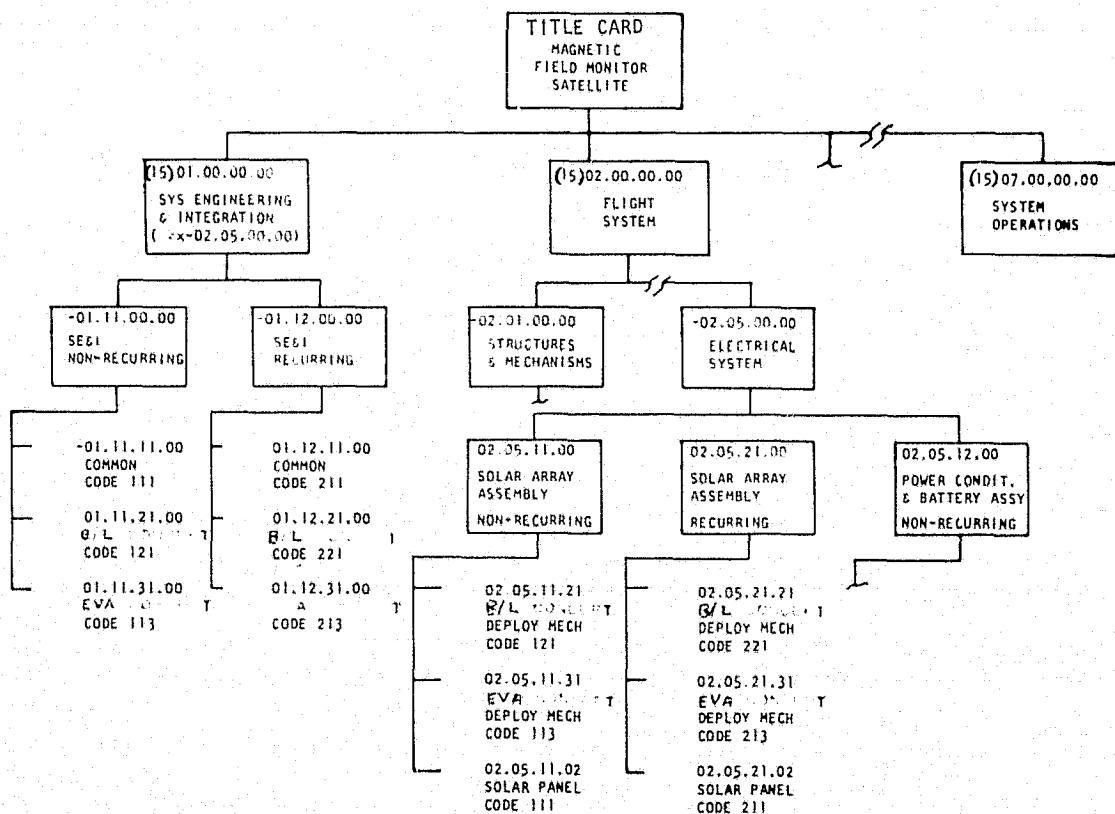 TITLE CARD
MAGNETIC
FIELD MONITOR
SATELLITE
(15)01.00.00.00
SYS ENGINEERING
& INTEGRATION
-02.05.00.00)
(15)02.00.00.00
FLIGHT
SYSTEM
(15)07.00.00.00
SYSTEM
OPERATIONS
-01.11.00.00
SE&I
NON-RECURRING
-01.12.00.00
SE&I
RECURRING
-02.01.00.00
STRUCTURES
& MECHANISMS
-02.05.00.00
ELECTRICAL
SYSTEM
-01.11.11.00
COMMON
CODE 111
01.11.21.00
B/L
CODE 121
01.11.31.00
EVA
CODE 113
01.12.11.00
COMMON
CODE 211
01.12.21.00
B/L
CODE 221
01.12.31.00
CODE 213
02.05.11.00
SOLAR ARRAY
ASSEMBLY
NON-RECURRING
02.05.21.00
SOLAR ARRAY
ASSEMBLY
RECURRING
02.05.12.00
POWER CONDIT.
& BATTERY ASSY
NON-RECURRING
02.05.11.21
B/L CONCEPT
DEPLOY MECH
CODE 121
02.05.11.31
EVA
DEPLOY MECH
CODE 113
02.05.11.02
SOLAR PANEL
CODE 111
02.05.21.21
B/L CONCEPT
DEPLOY MECH
CODE 221
02.05.21.31
EVA
DEPLOY MECH
CODE 213
02.05.21.02
SOLAR PANEL
CODE 211